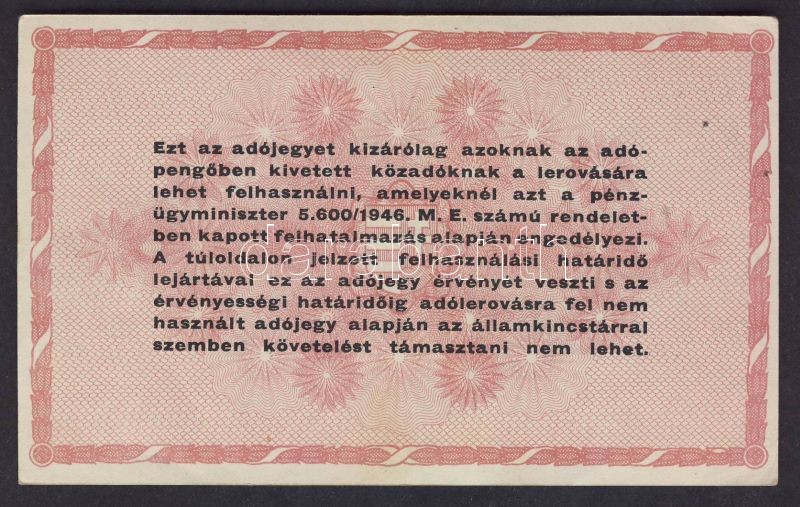 Ezt az adójegyet kizárólag azoknak az adó-
pengőben kivetett közadóknak a lerovására
lehet felhasználni, amelyeknél azt a pénz-
ügyminiszter 5.600/1946. M. E. számú rendelet-
ben kapott felhatalmazás alapján engedélyezi.
A túloldalon jelzett felhasználási határidő
lejártával ez az adójegy érvényét veszti s az
érvényességi határidőig adólerovásra fel nem
használt adójegy alapján az államkincstárral
szemben követelést támasztani nem lehet.
darabanth